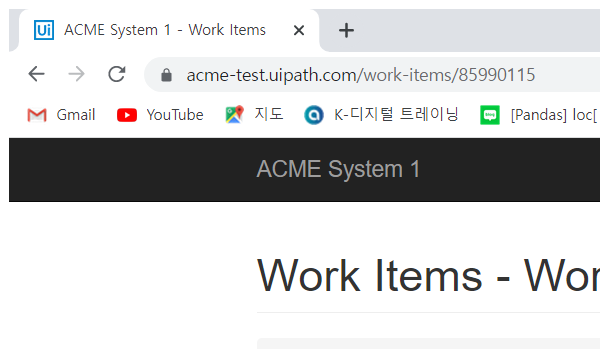 Ui ACME System 1 - Work Items
acme-test.uipath.com/work-items/85990115
Gmail YouTube 지도 K-디지털 트레이닝 blog [Pandas] loc[
ACME System 1
Work Items - Wor